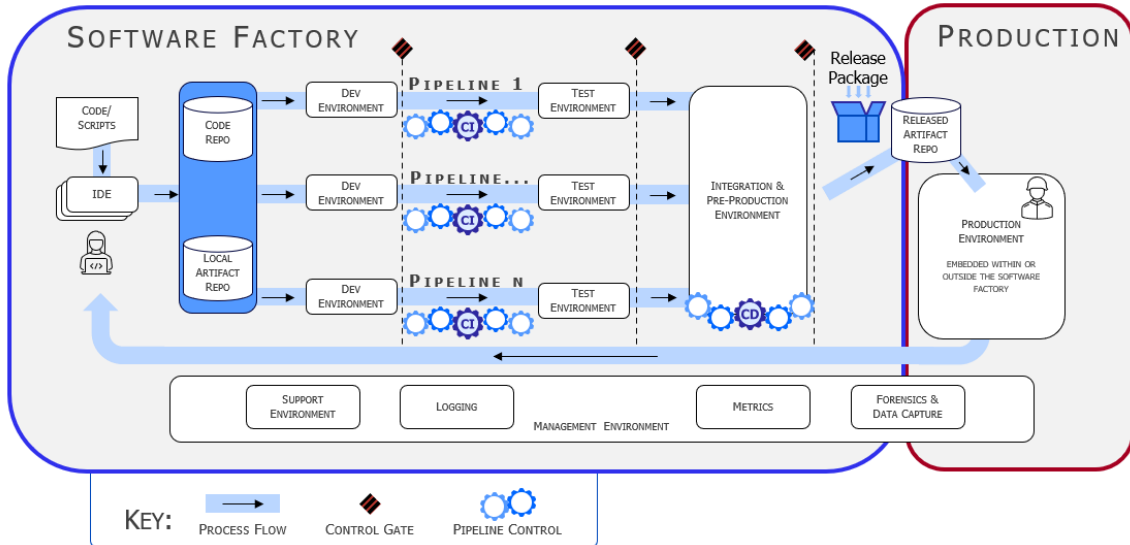 Software Factory
Production
Release
Package
Code/
Scripts
IDE
Code
Repo
Local
Artifact
Repo
Dev
Environment
Pipeline 1
CI
Test
Environment
Dev
Environment
Pipeline...
CI
Test
Environment
Dev
Environment
Pipeline n
CI
Test
Environment
Integration &
Pre-Production
Environment
CD
Released
Artifact
Repo
Production
Environment
embedded within or
outside the software
factory
Support
Environment
Logging
Metrics
Forensics &
Data Capture
Management Environment
Key:
Process Flow
Control Gate
Pipeline Control